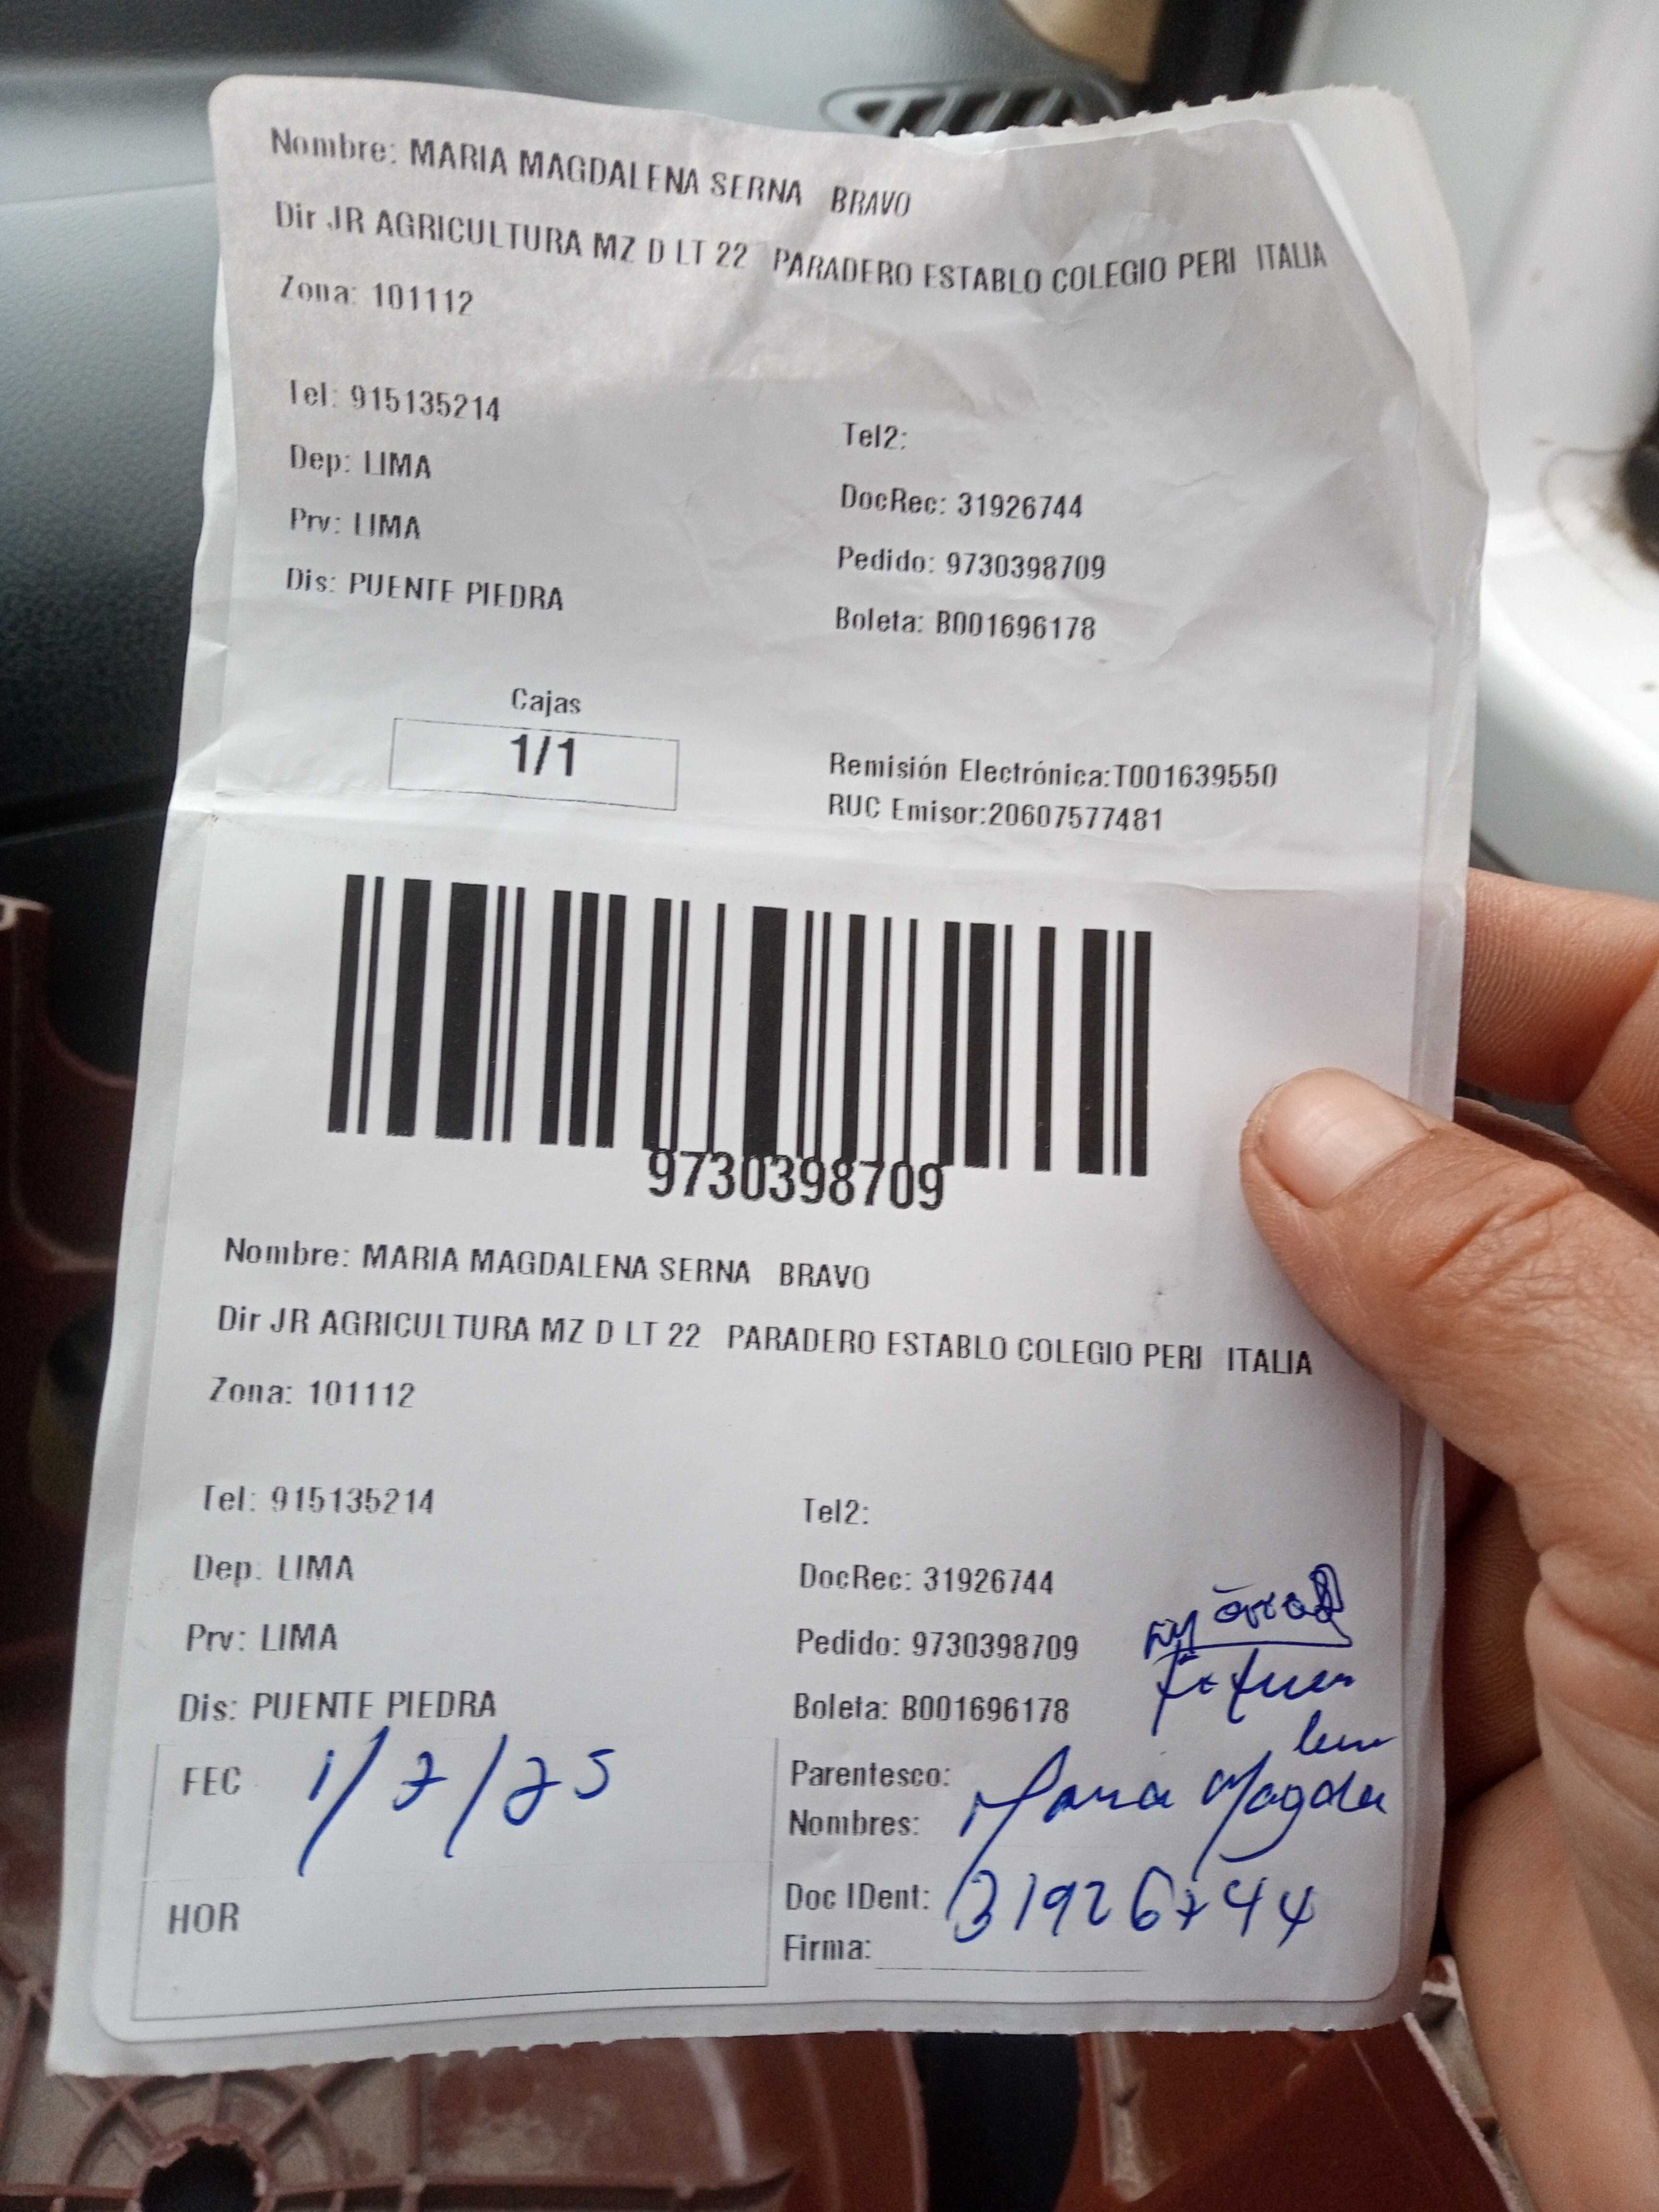 Nombre: MARIA MAGDALENA SERNA BRAVO
Dir JR AGRICULTURA MZ D LT 22 PARADERO ESTABLO COLEGIO PERI ITALIA
Zona: 101112
Tel: 915135214
Tel2:
Dep: LIMA
DocRec: 31926744
Prv: LIMA
Pedido: 9730398709
Dis: PUENTE PIEDRA
Boleta: B001696178
Cajas
1/1
Remisión Electrónica:T001639550
RUC Emisor:20607577481
9730398709
Nombre: MARIA MAGDALENA SERNA BRAVO
Dir JR AGRICULTURA MZ D LT 22 PARADERO ESTABLO COLEGIO PERI ITALIA
Zona: 101112
Tel: 915135214
Tel2:
Dep: LIMA
DocRec: 31926744
Prv: LIMA
Pedido: 9730398709
Dis: PUENTE PIEDRA
Boleta: B001696178
FEC 1/7/25
Parentesco:
Nombres: Maria Magda
HOR
Doc IDent: 31926744
Firma: